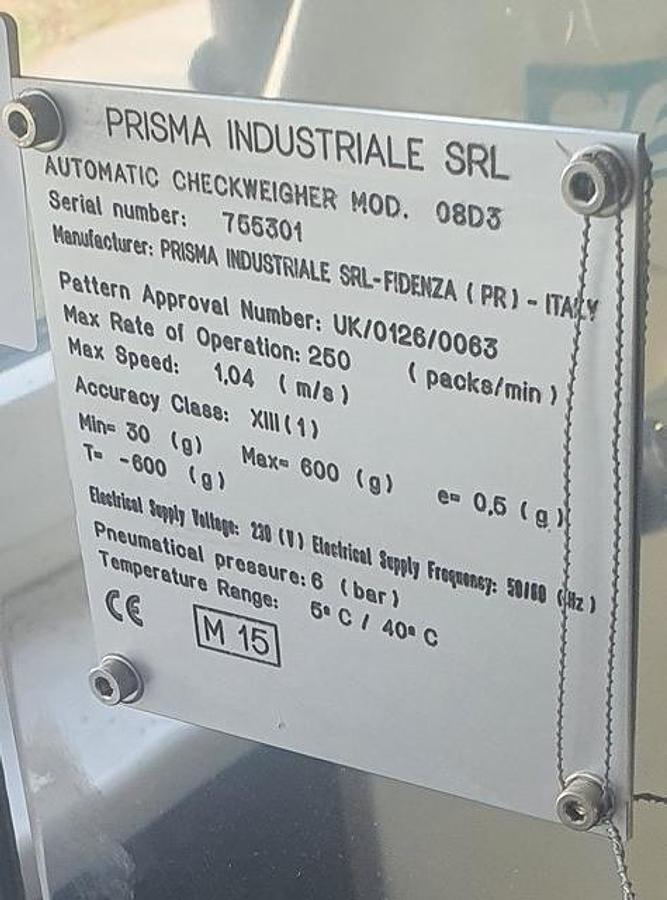 PRISMA INDUSTRIALE SRL
AUTOMATIC CHECKWEIGHER MOD. 08D3
Serial number: 755301
Manufacturer: PRISMA INDUSTRIALE SRL-FIDENZA (PR) - ITALY
Pattern Approval Number: UK/0126/0063
Max Rate of Operation: 250 (packs/min)
Max Speed: 1,04 (m/s)
Accuracy Class: XIII(1)
Min= 30 (g) Max= 600 (g) e= 0,5 (g)
T= -600 (g)
Electrical Supply Voltage: 230 (V) Electrical Supply Frequency: 50/60 (Hz)
Pneumatical pressure: 6 (bar)
Temperature Range: 5° C / 40° C
CE M 15